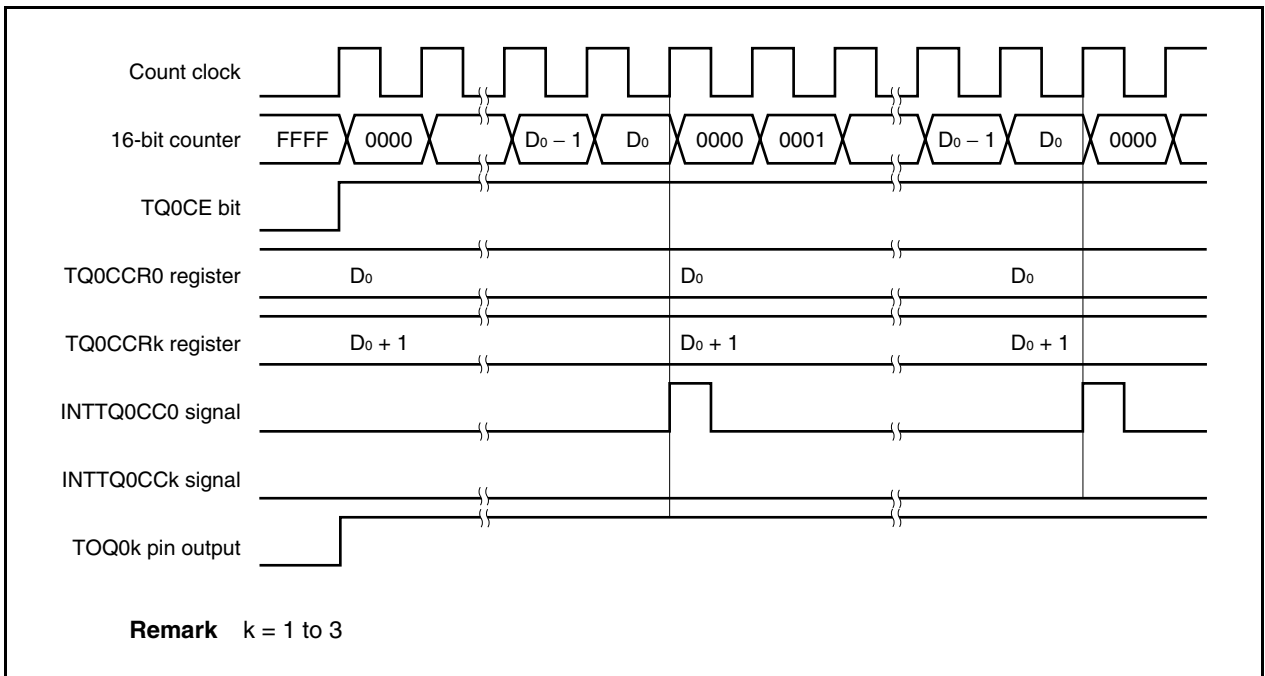 Count clock
16-bit counter FFFF 0000 D₀ − 1 D₀ 0000 0001 D₀ − 1 D₀ 0000
TQ0CE bit
TQ0CCR0 register D₀ D₀ D₀
TQ0CCRk register D₀ + 1 D₀ + 1 D₀ + 1
INTTQ0CC0 signal
INTTQ0CCk signal
TOQ0k pin output
Remark k = 1 to 3